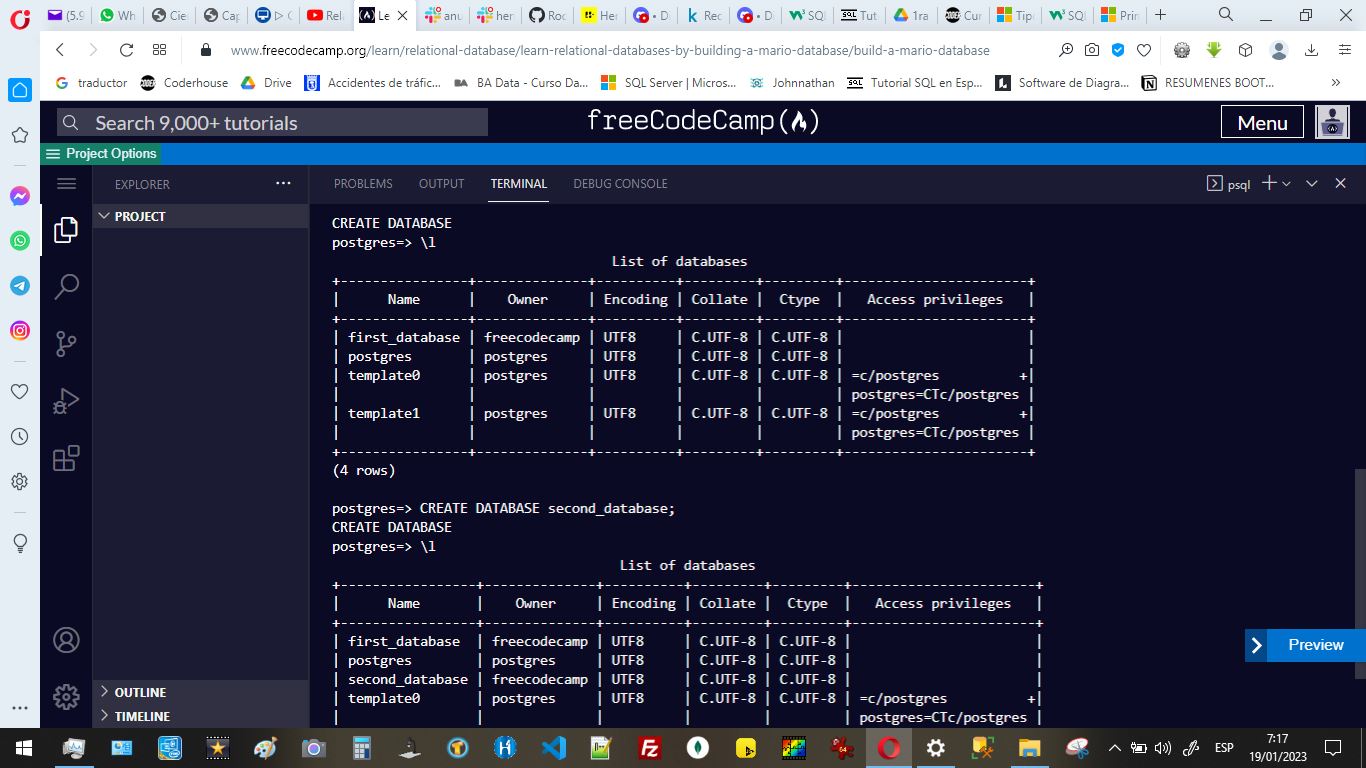 (5.9 Wh Cie Ca ▷ C Rela Le anu her Roc Her • D Rec • D SQ Tut 1ra Cur Tip SQ Prin
www.freecodecamp.org/learn/relational-database/learn-relational-databases-by-building-a-mario-database/build-a-mario-database
traductor Coderhouse Drive Accidentes de tráfic... BA Data - Curso Da... SQL Server | Micros... Johnnathan Tutorial SQL en Esp... Software de Diagra... RESUMENES BOOT... »
Search 9,000+ tutorials freeCodeCamp Menu
Project Options
EXPLORER ··· PROBLEMS OUTPUT TERMINAL DEBUG CONSOLE psql
PROJECT
CREATE DATABASE
postgres=> \l
List of databases
+----------------+--------------+----------+---------+---------+-----------------------+
| Name | Owner | Encoding | Collate | Ctype | Access privileges |
+----------------+--------------+----------+---------+---------+-----------------------+
| first_database | freecodecamp | UTF8 | C.UTF-8 | C.UTF-8 | |
| postgres | postgres | UTF8 | C.UTF-8 | C.UTF-8 | |
| template0 | postgres | UTF8 | C.UTF-8 | C.UTF-8 | =c/postgres +|
| | | | | | postgres=CTc/postgres |
| template1 | postgres | UTF8 | C.UTF-8 | C.UTF-8 | =c/postgres +|
| | | | | | postgres=CTc/postgres |
+----------------+--------------+----------+---------+---------+-----------------------+
(4 rows)
postgres=> CREATE DATABASE second_database;
CREATE DATABASE
postgres=> \l
List of databases
+-----------------+--------------+----------+---------+---------+-----------------------+
| Name | Owner | Encoding | Collate | Ctype | Access privileges |
+-----------------+--------------+----------+---------+---------+-----------------------+
| first_database | freecodecamp | UTF8 | C.UTF-8 | C.UTF-8 | |
| postgres | postgres | UTF8 | C.UTF-8 | C.UTF-8 | |
| second_database | freecodecamp | UTF8 | C.UTF-8 | C.UTF-8 | |
| template0 | postgres | UTF8 | C.UTF-8 | C.UTF-8 | =c/postgres +|
| | | | | | postgres=CTc/postgres |
Preview
OUTLINE
TIMELINE
ESP 7:17
19/01/2023